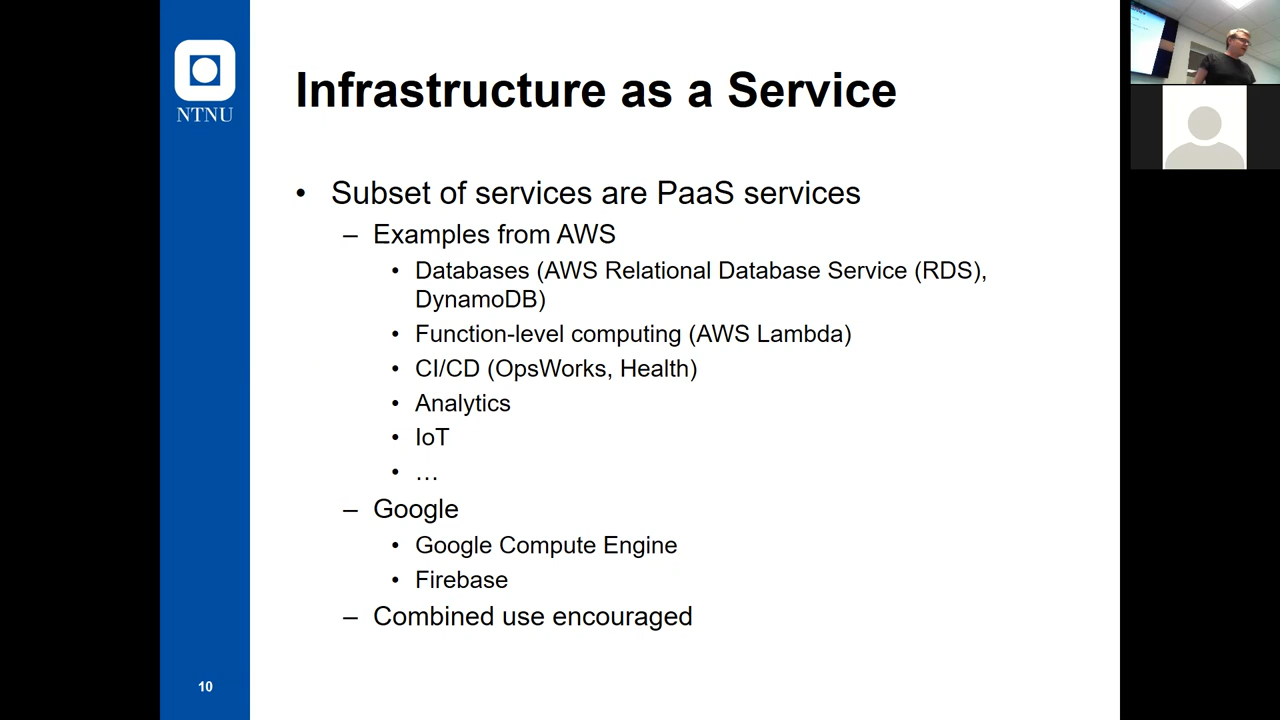 NTNU
Infrastructure as a Service
• Subset of services are PaaS services
– Examples from AWS
• Databases (AWS Relational Database Service (RDS),
DynamoDB)
• Function-level computing (AWS Lambda)
• CI/CD (OpsWorks, Health)
• Analytics
• IoT
• …
– Google
• Google Compute Engine
• Firebase
– Combined use encouraged
10